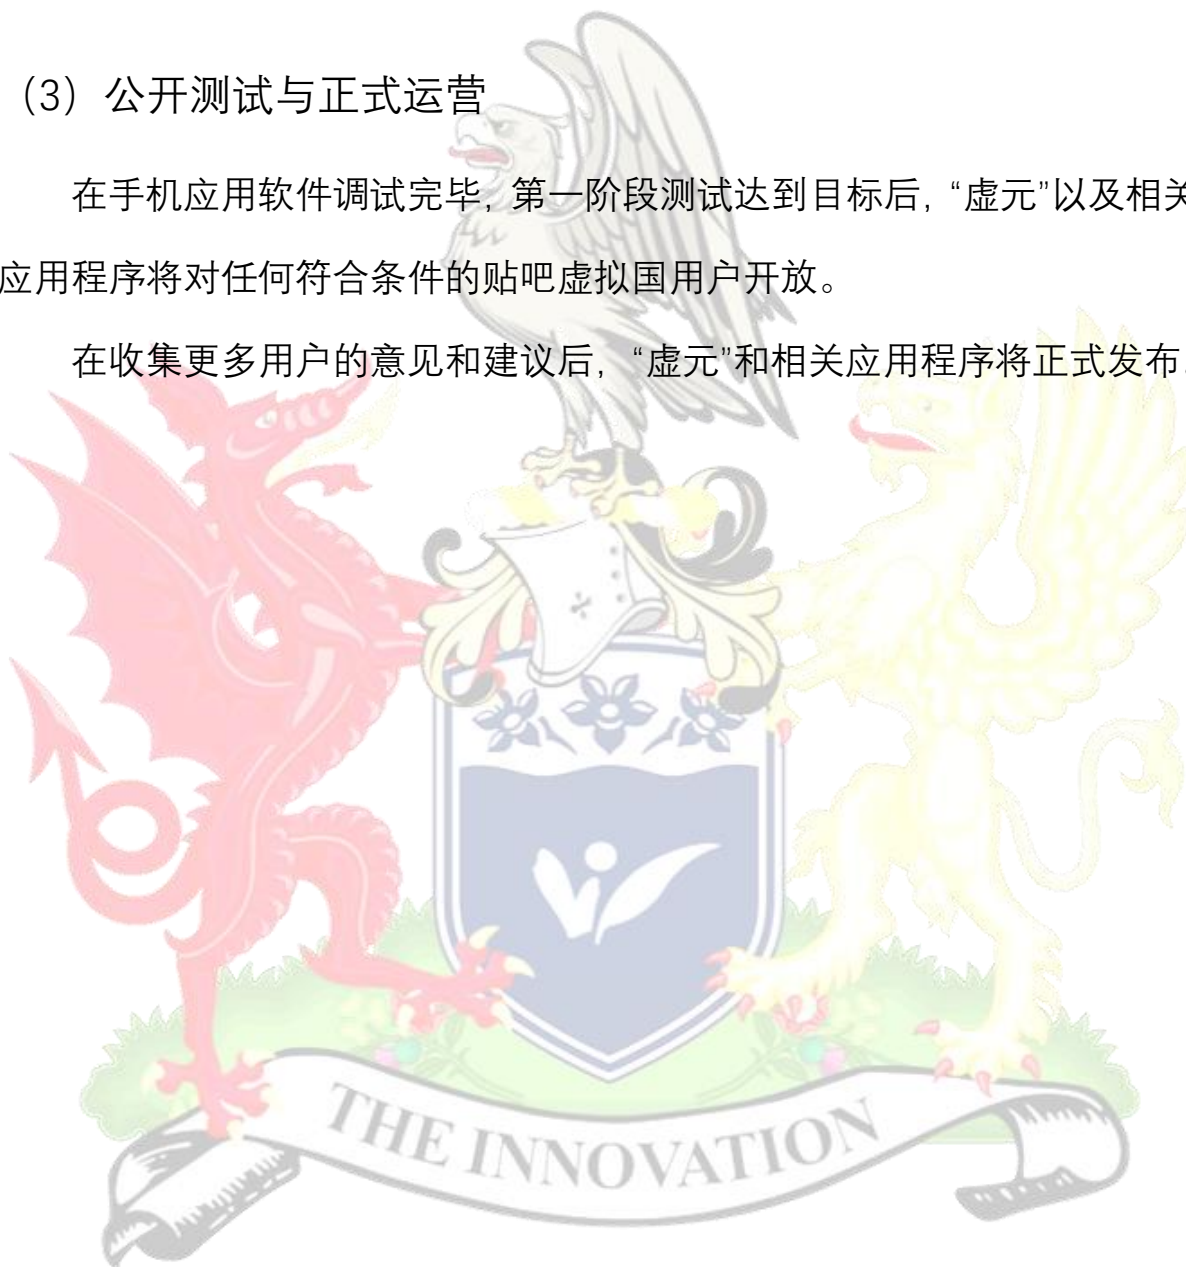 （3）公开测试与正式运营
在手机应用软件调试完毕，第一阶段测试达到目标后，“虚元”以及相关
应用程序将对任何符合条件的贴吧虚拟国用户开放。
在收集更多用户的意见和建议后，“虚元”和相关应用程序将正式发布
THE INNOVATION